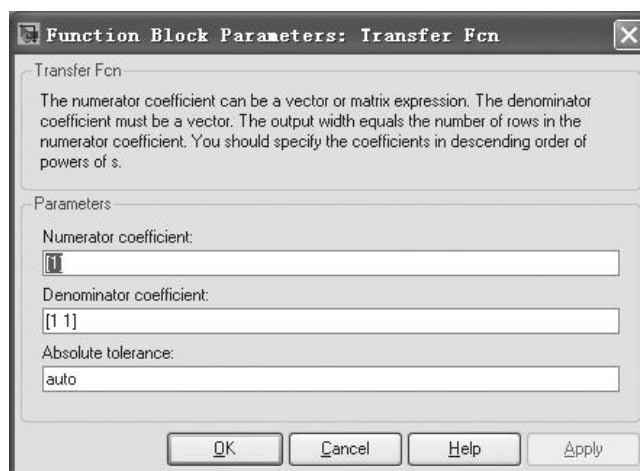 Function Block Parameters: Transfer Fcn
Transfer Fcn
The numerator coefficient can be a vector or matrix expression. The denominator
coefficient must be a vector. The output width equals the number of rows in the
numerator coefficient. You should specify the coefficients in descending order of
powers of s.
Parameters
Numerator coefficient:
[1]
Denominator coefficient:
[1 1]
Absolute tolerance:
auto
OK Cancel Help Apply